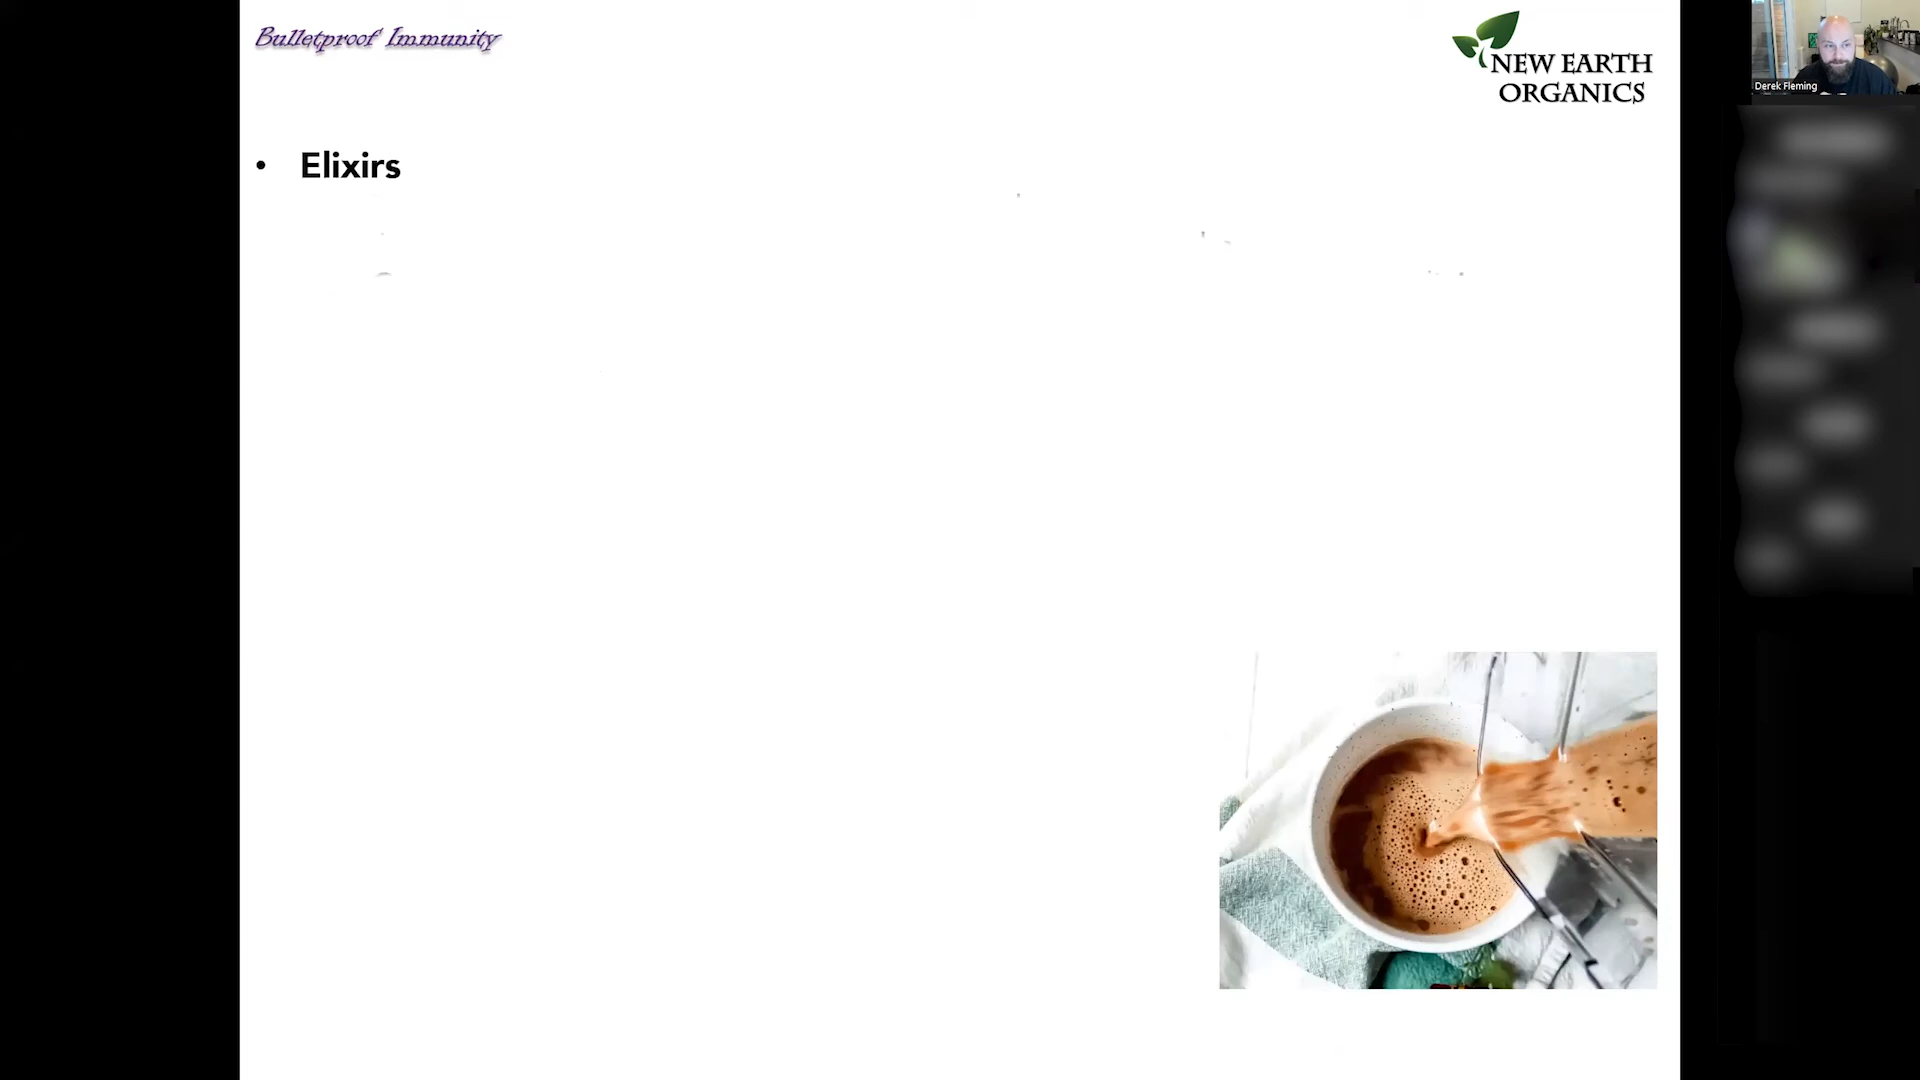 Bulletproof Immunity
NEW EARTH
ORGANICS
Derek Fleming
• Elixirs